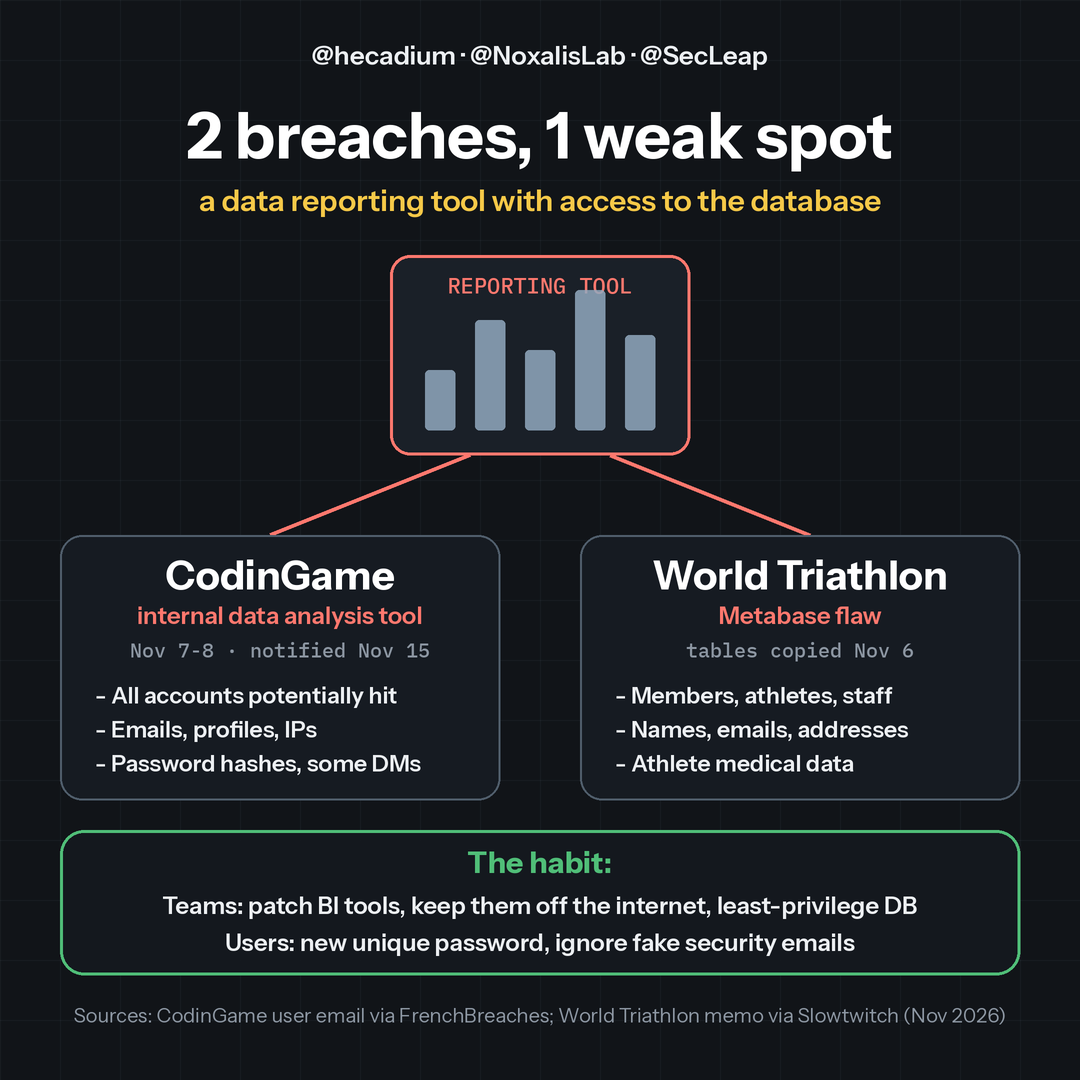 @hecadium · @NoxalisLab · @SecLeap
2 breaches, 1 weak spot
a data reporting tool with access to the database
REPORTING TOOL
CodinGame
internal data analysis tool
Nov 7-8 · notified Nov 15
- All accounts potentially hit
- Emails, profiles, IPs
- Password hashes, some DMs
World Triathlon
Metabase flaw
tables copied Nov 6
- Members, athletes, staff
- Names, emails, addresses
- Athlete medical data
The habit:
Teams: patch BI tools, keep them off the internet, least-privilege DB
Users: new unique password, ignore fake security emails
Sources: CodinGame user email via FrenchBreaches; World Triathlon memo via Slowtwitch (Nov 2026)